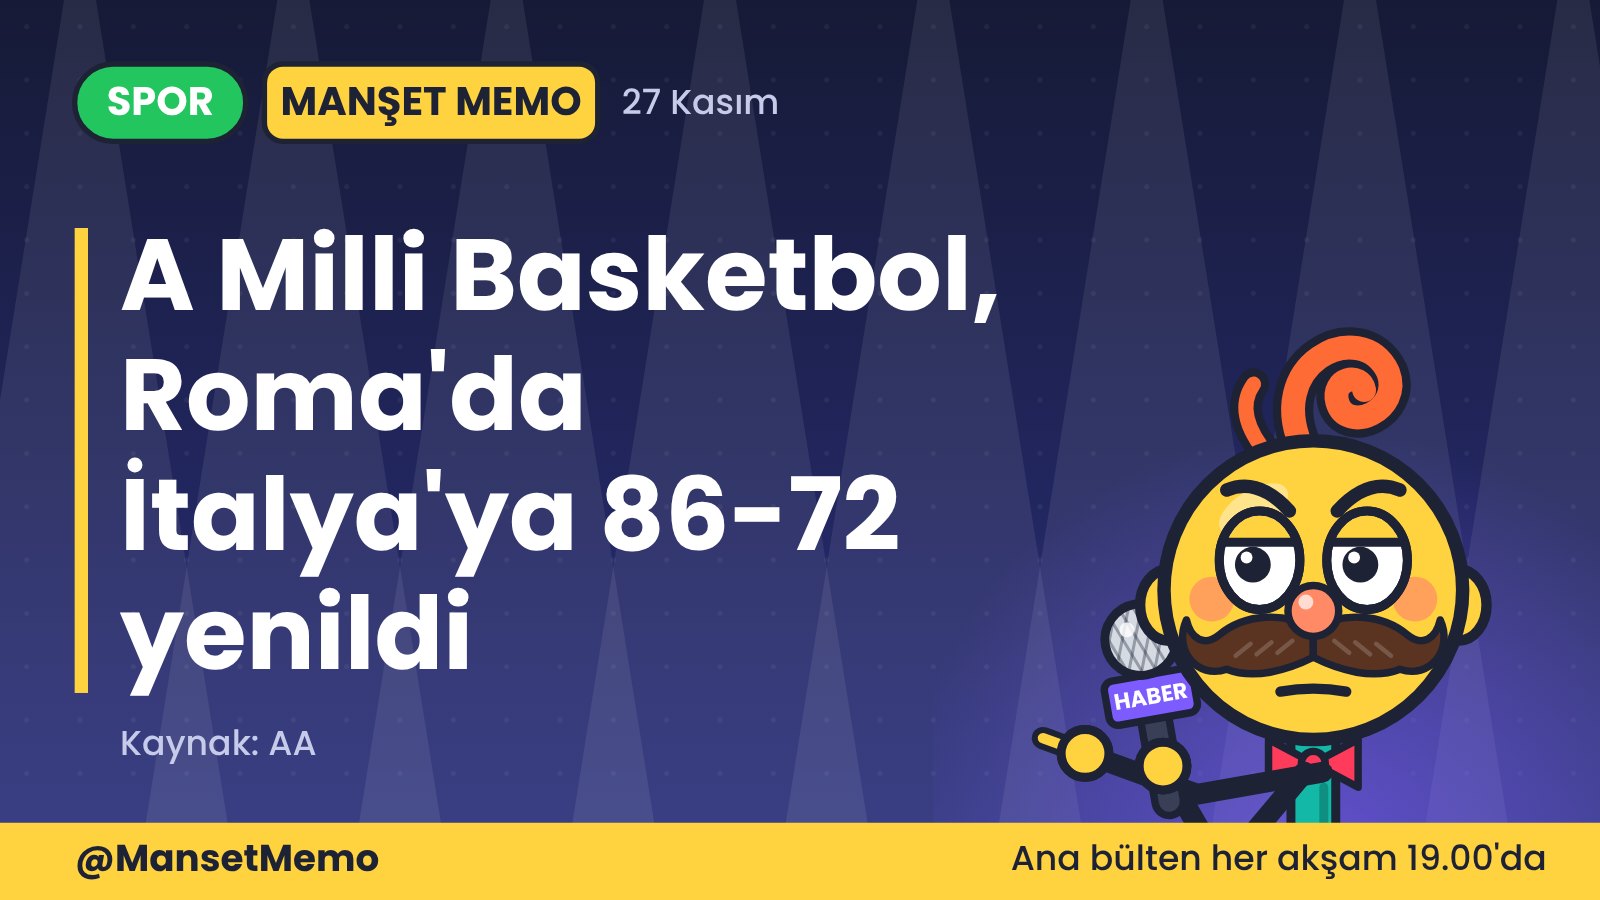 SPOR
MANŞET MEMO
27 Kasım
A Milli Basketbol,
Roma'da
İtalya'ya 86-72
yenildi
Kaynak: AA
HABER
@MansetMemo
Ana bülten her akşam 19.00'da